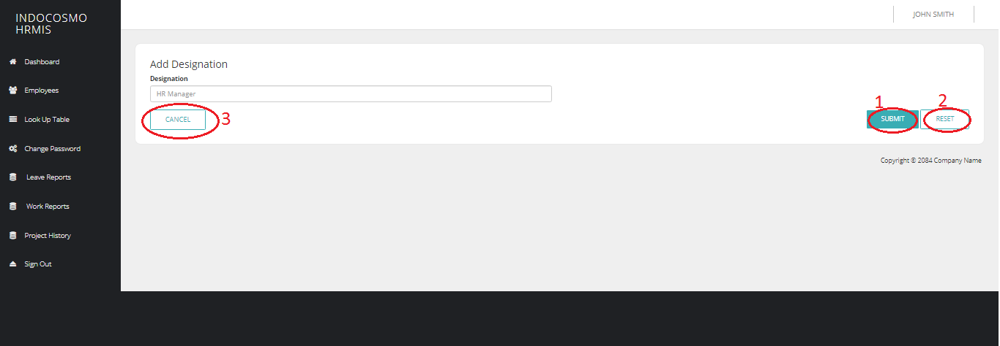 INDOCOSMO
HRMIS
JOHN SMITH
Dashboard
Employees
Look Up Table
Change Password
Leave Reports
Work Reports
Project History
Sign Out
Add Designation
Designation
HR Manager
CANCEL
3
1
SUBMIT
2
RESET
Copyright © 2084 Company Name